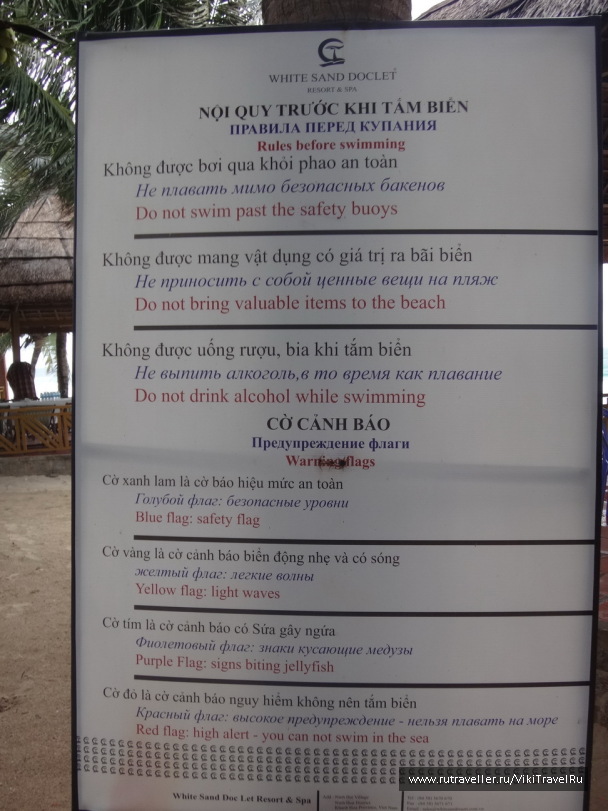 WHITE SAND DOCLET
RESORT & SPA
NỘI QUY TRƯỚC KHI TẮM BIỂN
ПРАВИЛА ПЕРЕД КУПАНИЯ
Rules before swimming
Không được bơi qua khỏi phao an toàn
Не плавать мимо безопасных бакенов
Do not swim past the safety buoys
Không được mang vật dụng có giá trị ra bãi biển
Не приносить с собой ценные вещи на пляж
Do not bring valuable items to the beach
Không được uống rượu, bia khi tắm biển
Не выпить алкоголь,в то время как плавание
Do not drink alcohol while swimming
CỜ CẢNH BÁO
Предупреждение флаги
Warning flags
Cờ xanh lam là cờ báo hiệu mức an toàn
Голубой флаг: безопасные уровни
Blue flag: safety flag
Cờ vàng là cờ cảnh báo biển động nhẹ và có sóng
желтый флаг: легкие волны
Yellow flag: light waves
Cờ tím là cờ cảnh báo có Sứa gây ngứa
Фиолетовый флаг: знаки кусающие медузы
Purple Flag: signs biting jellyfish
Cờ đỏ là cờ cảnh báo nguy hiểm không nên tắm biển
Красный флаг: высокое предупреждение - нельзя плавать на море
Red flag: high alert - you can not swim in the sea
White Sand Doc Let Resort & Spa
www.rutraveller.ru/VikiTravelRu